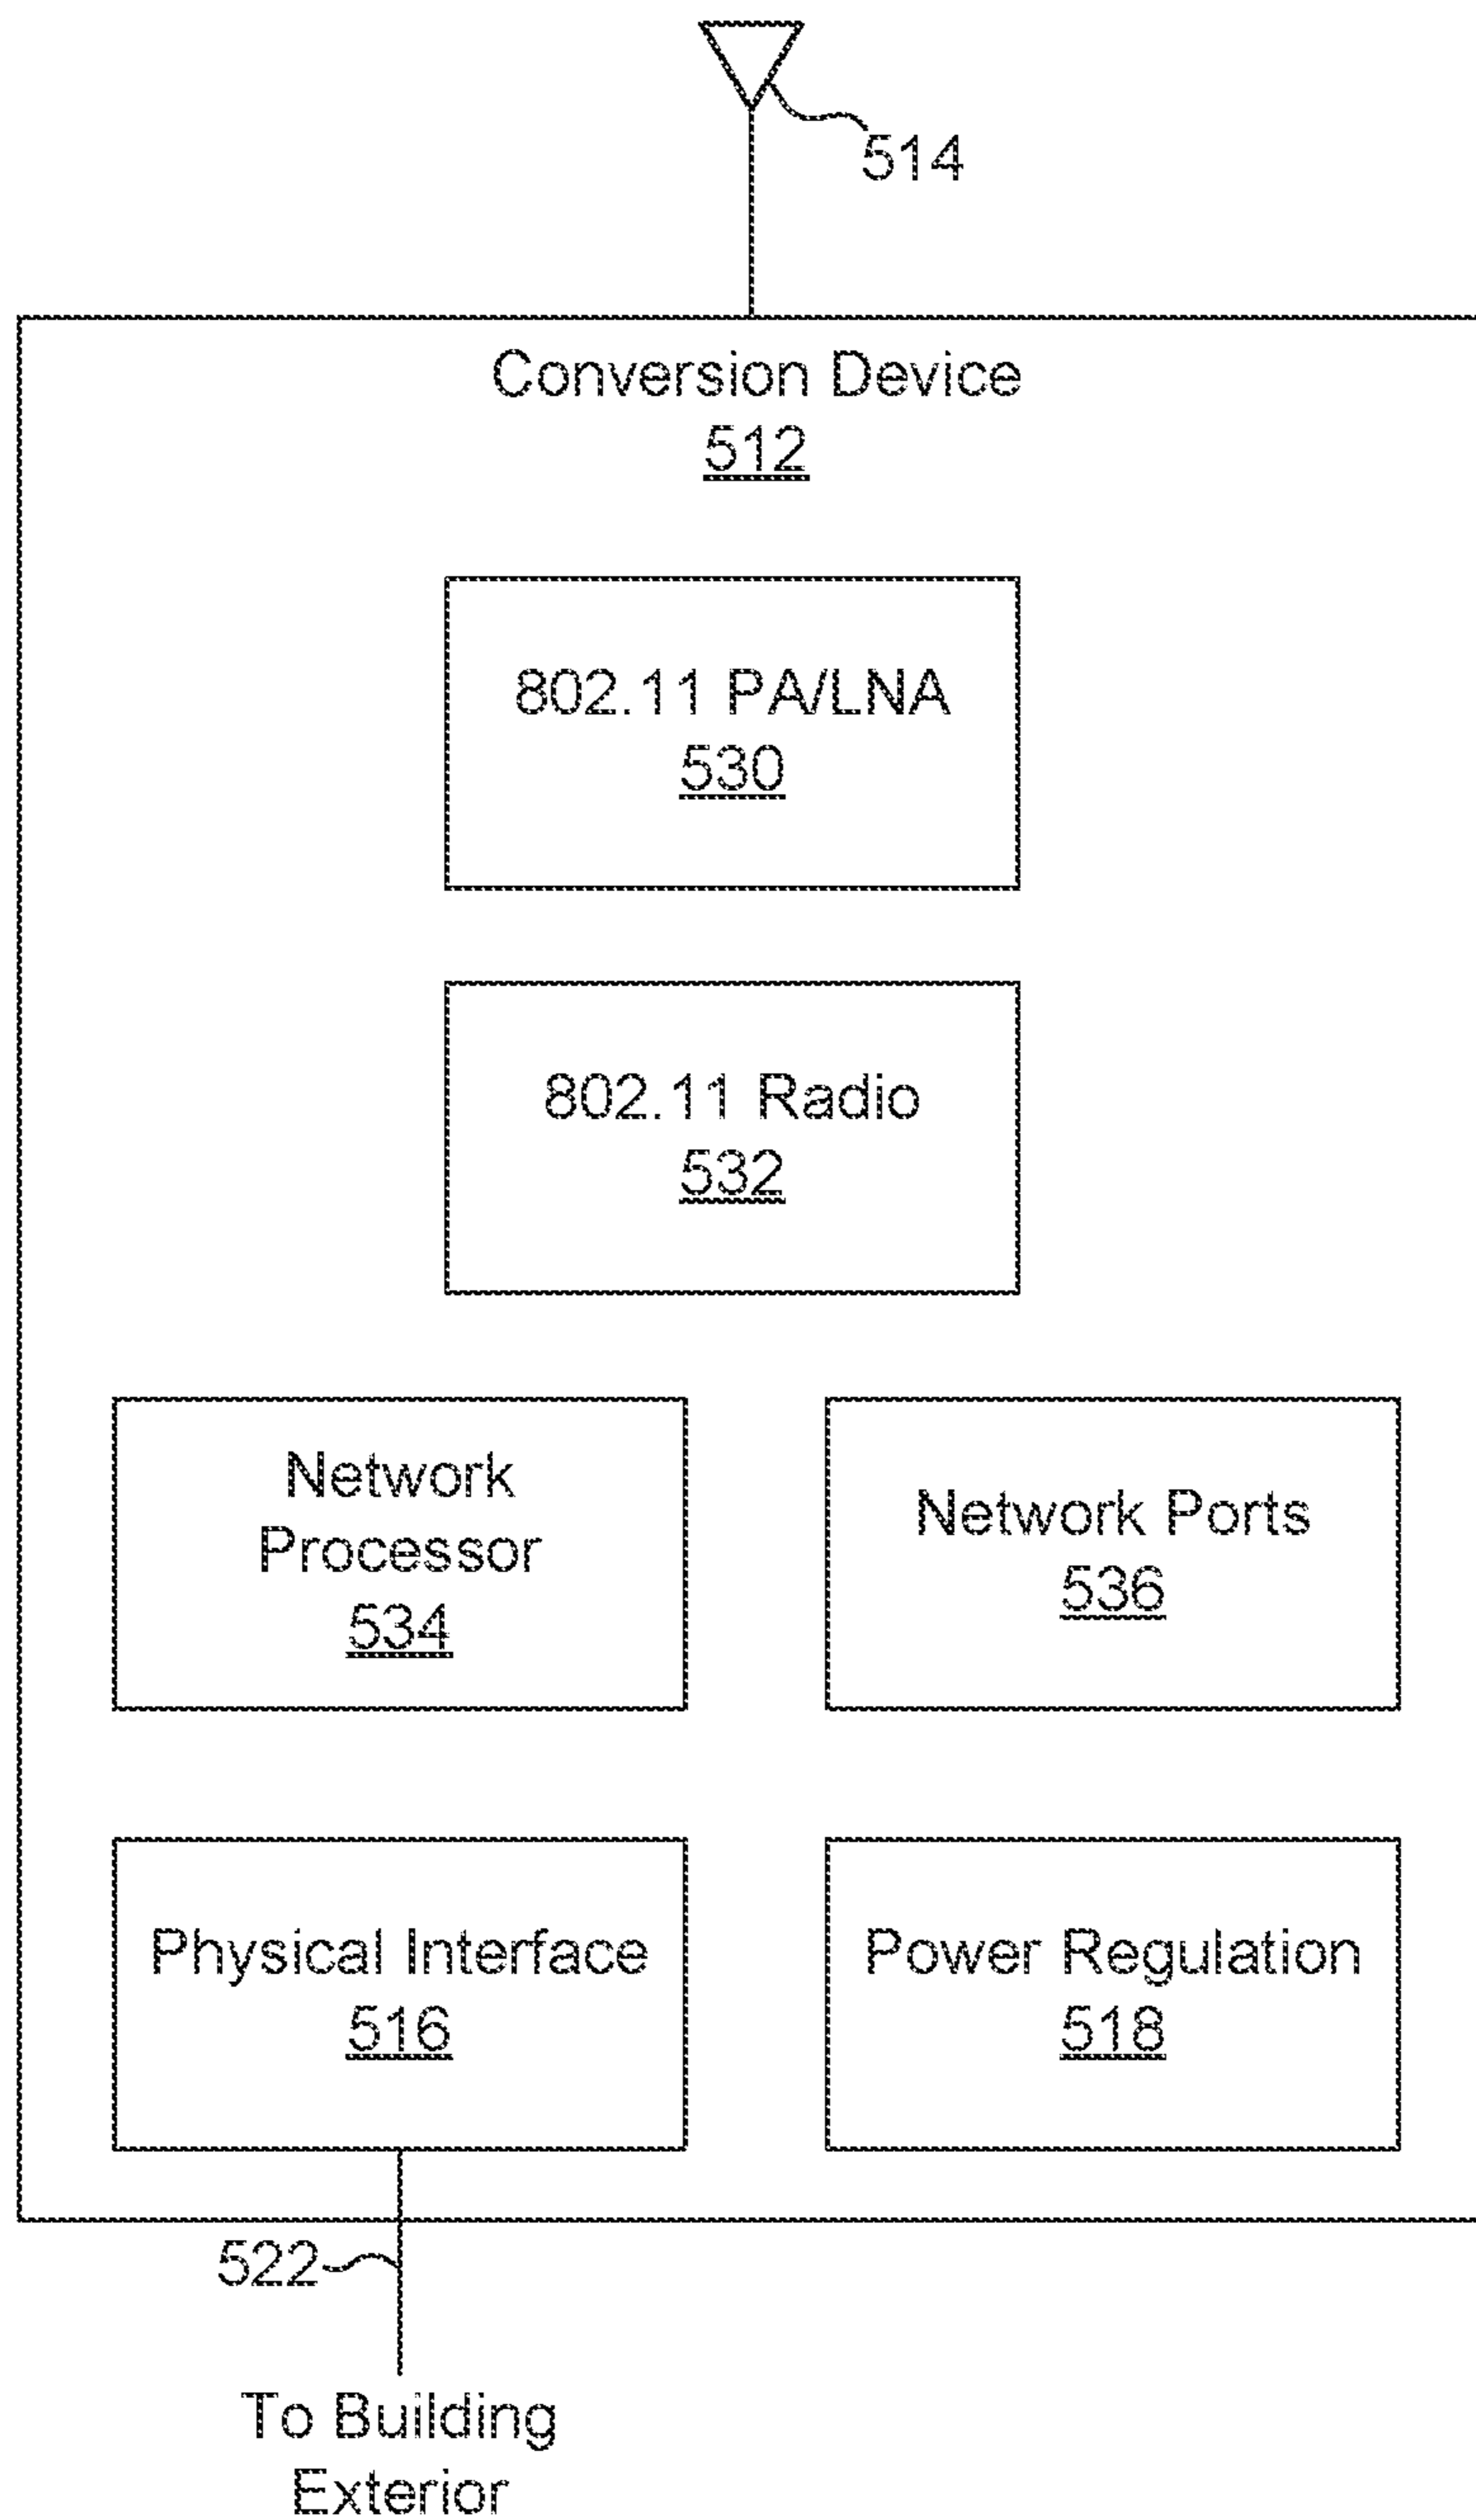 514
Conversion Device
512
802.11 PA/LNA
530
802.11 Radio
532
Network
Processor
534
Network Ports
536
Physical Interface
516
Power Regulation
518
522
To Building
Exterior